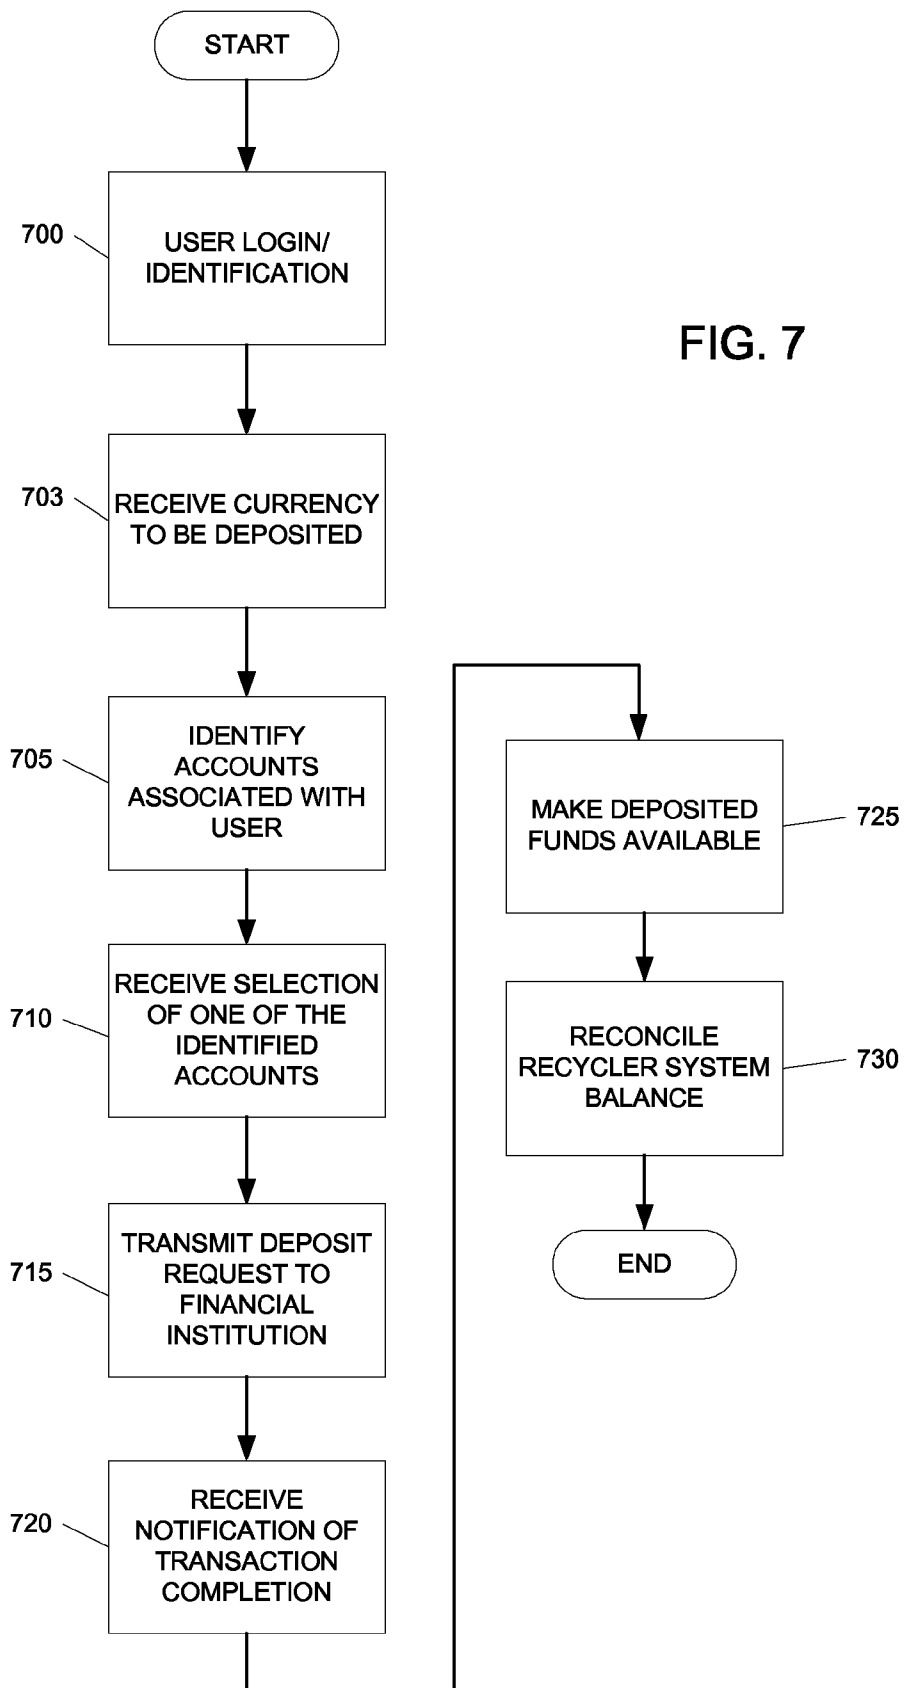 START
700
USER LOGIN/
IDENTIFICATION
FIG. 7
703
RECEIVE CURRENCY
TO BE DEPOSITED
705
IDENTIFY
ACCOUNTS
ASSOCIATED WITH
USER
710
RECEIVE SELECTION
OF ONE OF THE
IDENTIFIED
ACCOUNTS
715
TRANSMIT DEPOSIT
REQUEST TO
FINANCIAL
INSTITUTION
720
RECEIVE
NOTIFICATION OF
TRANSACTION
COMPLETION
MAKE DEPOSITED
FUNDS AVAILABLE
725
RECONCILE
RECYCLER SYSTEM
BALANCE
730
END